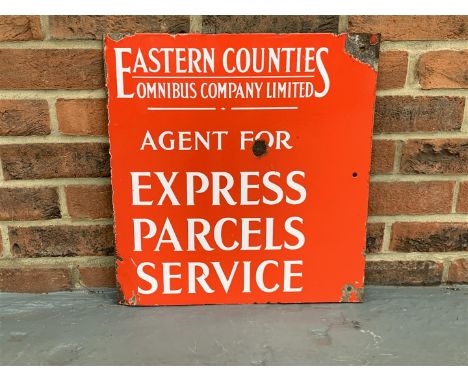 EASTERN COUNTIES
OMNIBUS COMPANY LIMITED
AGENT FOR
EXPRESS
PARCELS
SERVICE